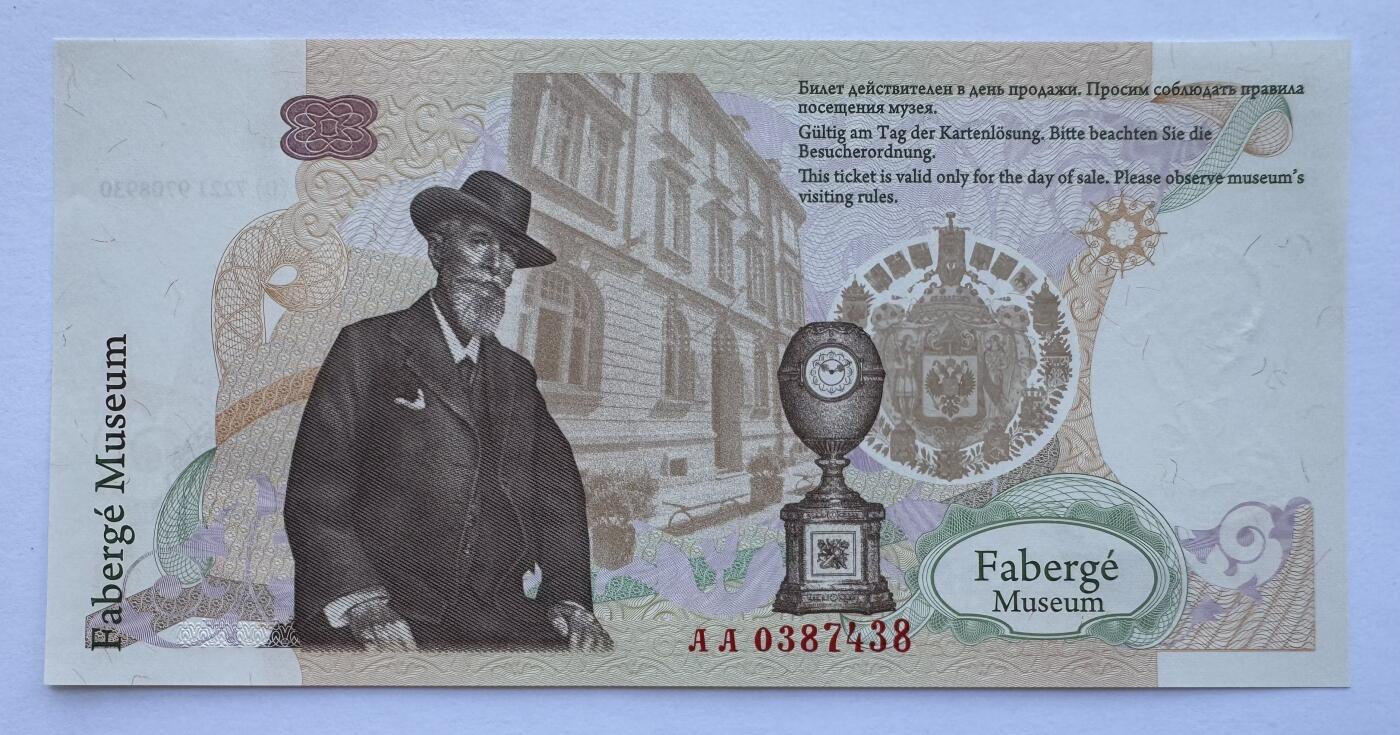 Билет действителен в день продажи. Просим соблюдать правила
посещения музея.
Gültig am Tag der Kartenlösung. Bitte beachten Sie die
Besucherordnung.
This ticket is valid only for the day of sale. Please observe museum's
visiting rules.
Fabergé Museum
Fabergé
Museum
AA 0387438